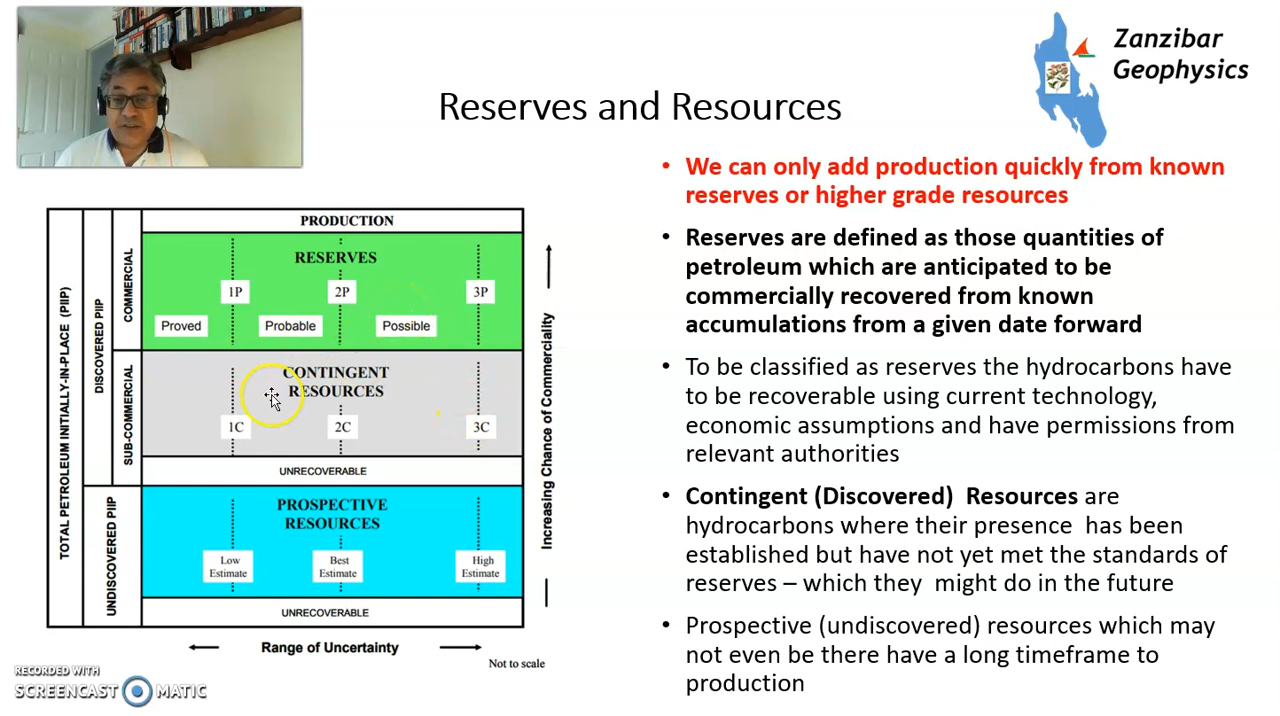 Zanzibar
Geophysics
Reserves and Resources
PRODUCTION
RESERVES
1P
2P
3P
Proved
Probable
Possible
CONTINGENT
RESOURCES
1C
2C
3C
UNRECOVERABLE
PROSPECTIVE
RESOURCES
Low
Estimate
Best
Estimate
High
Estimate
UNRECOVERABLE
TOTAL PETROLEUM INITIALLY-IN-PLACE (PIIP)
DISCOVERED PIIP
UNDISCOVERED PIIP
COMMERCIAL
SUB-COMMERCIAL
Increasing Chance of Commerciality
Range of Uncertainty
Not to scale
• We can only add production quickly from known
reserves or higher grade resources
• Reserves are defined as those quantities of
petroleum which are anticipated to be
commercially recovered from known
accumulations from a given date forward
• To be classified as reserves the hydrocarbons have
to be recoverable using current technology,
economic assumptions and have permissions from
relevant authorities
• Contingent (Discovered) Resources are
hydrocarbons where their presence has been
established but have not yet met the standards of
reserves – which they might do in the future
• Prospective (undiscovered) resources which may
not even be there have a long timeframe to
production
RECORDED WITH
SCREENCAST MATIC